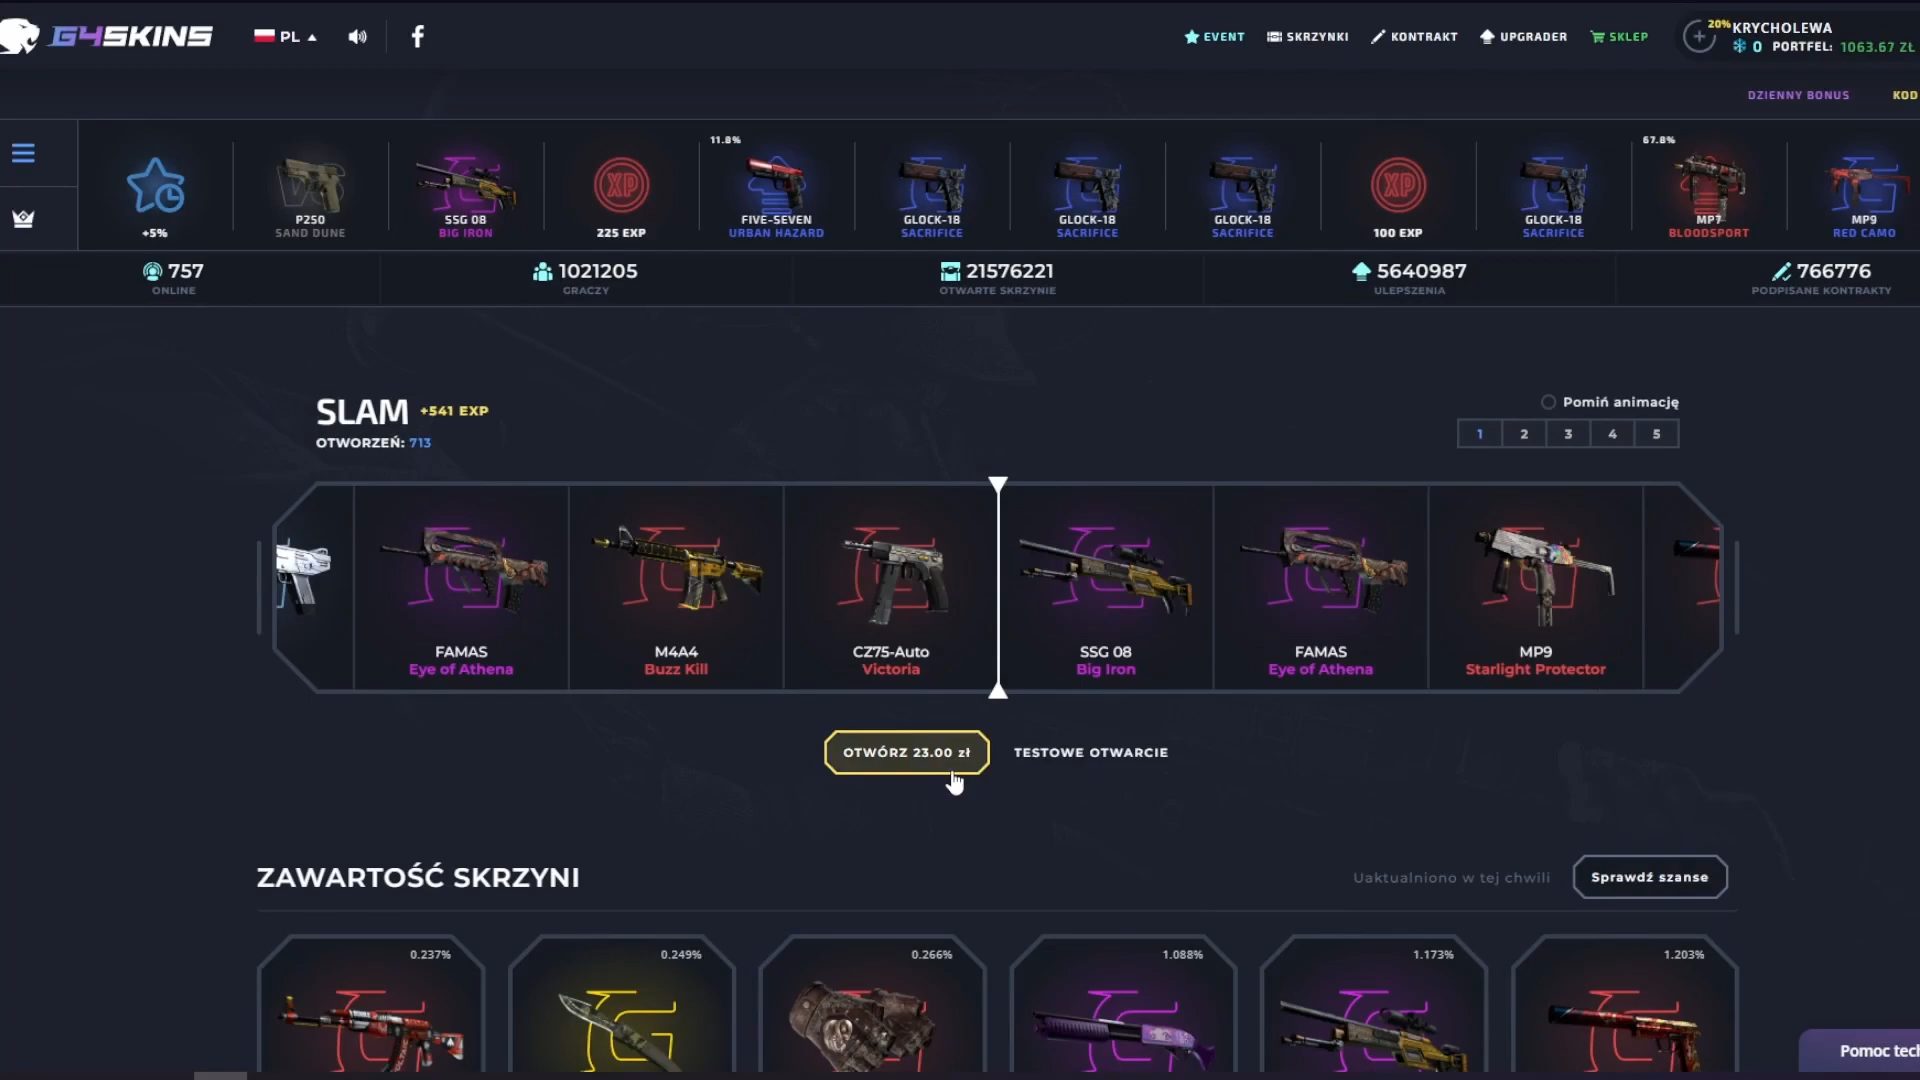 G4SKINS
PL
EVENT
SKRZYNKI
KONTRAKT
UPGRADER
SKLEP
20%
KRYCHOLEWA
0 PORTFEL: 1063.67 ZŁ
DZIENNY BONUS
KOD
+5%
P250
SAND DUNE
SSG 08
BIG IRON
XP
225 EXP
11.8%
FIVE-SEVEN
URBAN HAZARD
GLOCK-18
SACRIFICE
GLOCK-18
SACRIFICE
GLOCK-18
SACRIFICE
XP
100 EXP
GLOCK-18
SACRIFICE
67.8%
MP7
BLOODSPORT
MP9
RED CAMO
757
ONLINE
1021205
GRACZY
21576221
OTWARTE SKRZYNIE
5640987
ULEPSZENIA
766776
PODPISANE KONTRAKTY
SLAM +541 EXP
OTWORZEŃ: 713
Pomiń animację
1 2 3 4 5
FAMAS
Eye of Athena
M4A4
Buzz Kill
CZ75-Auto
Victoria
SSG 08
Big Iron
FAMAS
Eye of Athena
MP9
Starlight Protector
OTWÓRZ 23.00 zł
TESTOWE OTWARCIE
ZAWARTOŚĆ SKRZYNI
Uaktualniono w tej chwili
Sprawdź szanse
0.237%
0.249%
0.266%
1.088%
1.173%
1.203%
Pomoc tech